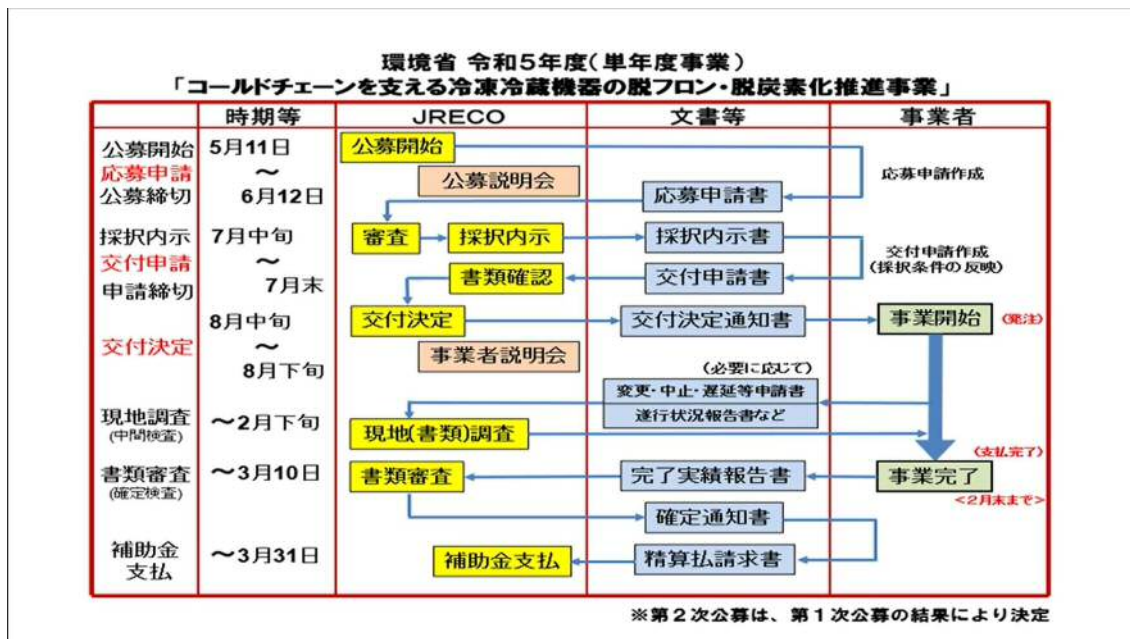 環境省 令和5年度(単年度事業)
「コールドチェーンを支える冷凍冷蔵機器の脱フロン・脱炭素化推進事業」
時期等 JRECO 文書等 事業者
公募開始 5月11日 公募開始
応募申請 ～ 公募説明会 応募申請作成
公募締切 6月12日 応募申請書
採択内示 7月中旬 審査 採択内示 採択内示書
交付申請 ～ 交付申請作成
(採択条件の反映)
申請締切 7月末 書類確認 交付申請書
8月中旬 交付決定 交付決定通知書 事業開始 (発注)
交付決定 ～ 事業者説明会
8月下旬 (必要に応じて)
変更・中止・遅延等申請書
現地調査 ～2月下旬 遂行状況報告書など
(中間検査) 現地(書類)調査
(支払完了)
書類審査 ～3月10日 書類審査 完了実績報告書 事業完了
(確定検査) <2月末まで>
確定通知書
補助金 ～3月31日 補助金支払 精算払請求書
支払
※第2次公募は、第1次公募の結果により決定